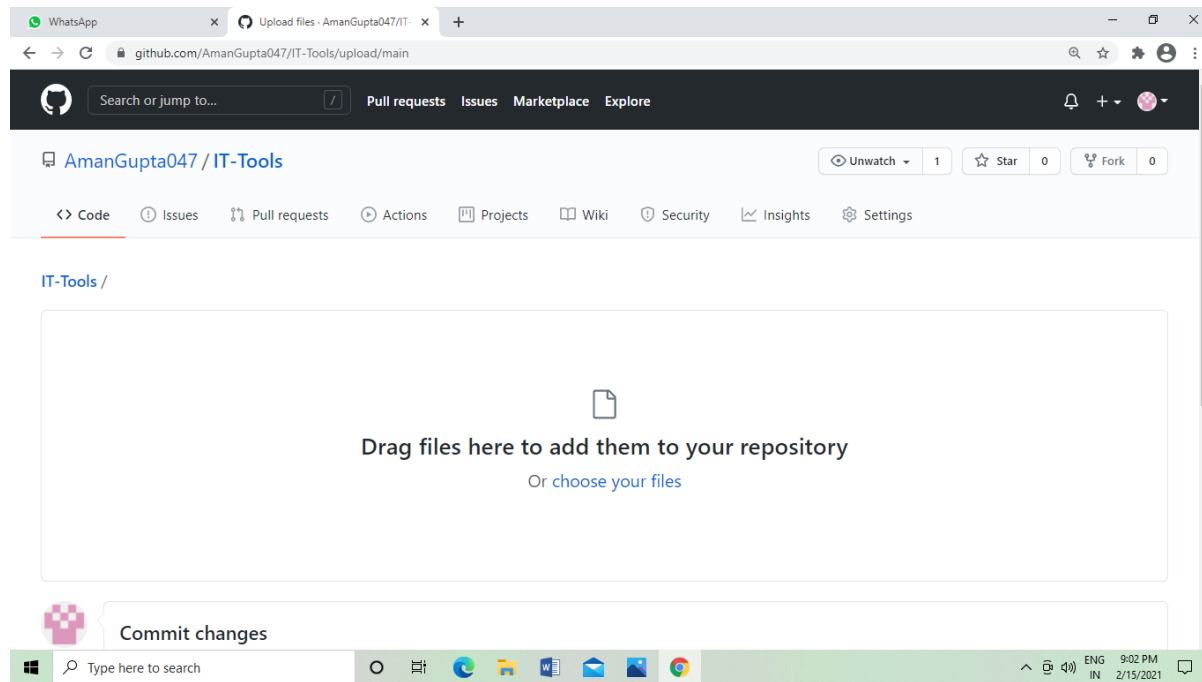 WhatsApp
Upload files · AmanGupta047/IT-
github.com/AmanGupta047/IT-Tools/upload/main
Search or jump to... / Pull requests Issues Marketplace Explore
AmanGupta047 / IT-Tools Unwatch 1 Star 0 Fork 0
Code Issues Pull requests Actions Projects Wiki Security Insights Settings
IT-Tools /
Drag files here to add them to your repository
Or choose your files
Commit changes
Type here to search
ENG 9:02 PM
IN 2/15/2021